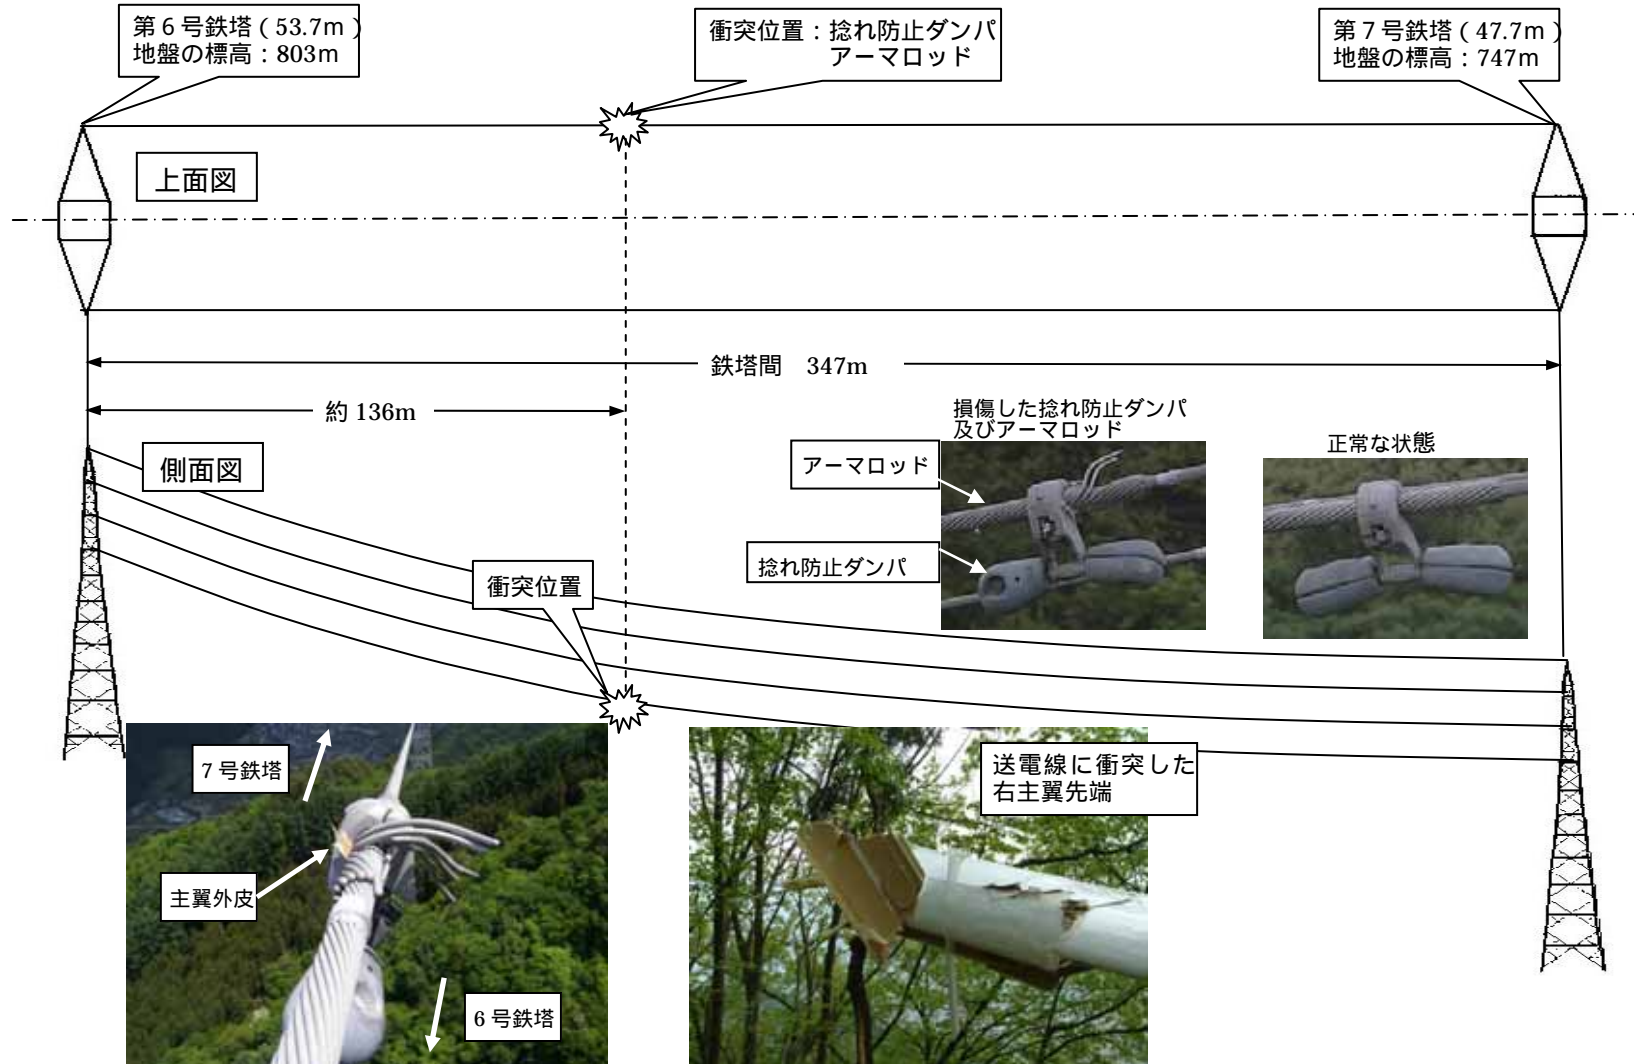 第６号鉄塔（53.7m）
地盤の標高：803m
衝突位置：捻れ防止ダンパ
アーマロッド
第７号鉄塔（47.7m）
地盤の標高：747m
上面図
鉄塔間　347m
約 136m
側面図
損傷した捻れ防止ダンパ
及びアーマロッド
正常な状態
アーマロッド
捻れ防止ダンパ
衝突位置
7 号鉄塔
主翼外皮
6 号鉄塔
送電線に衝突した
右主翼先端